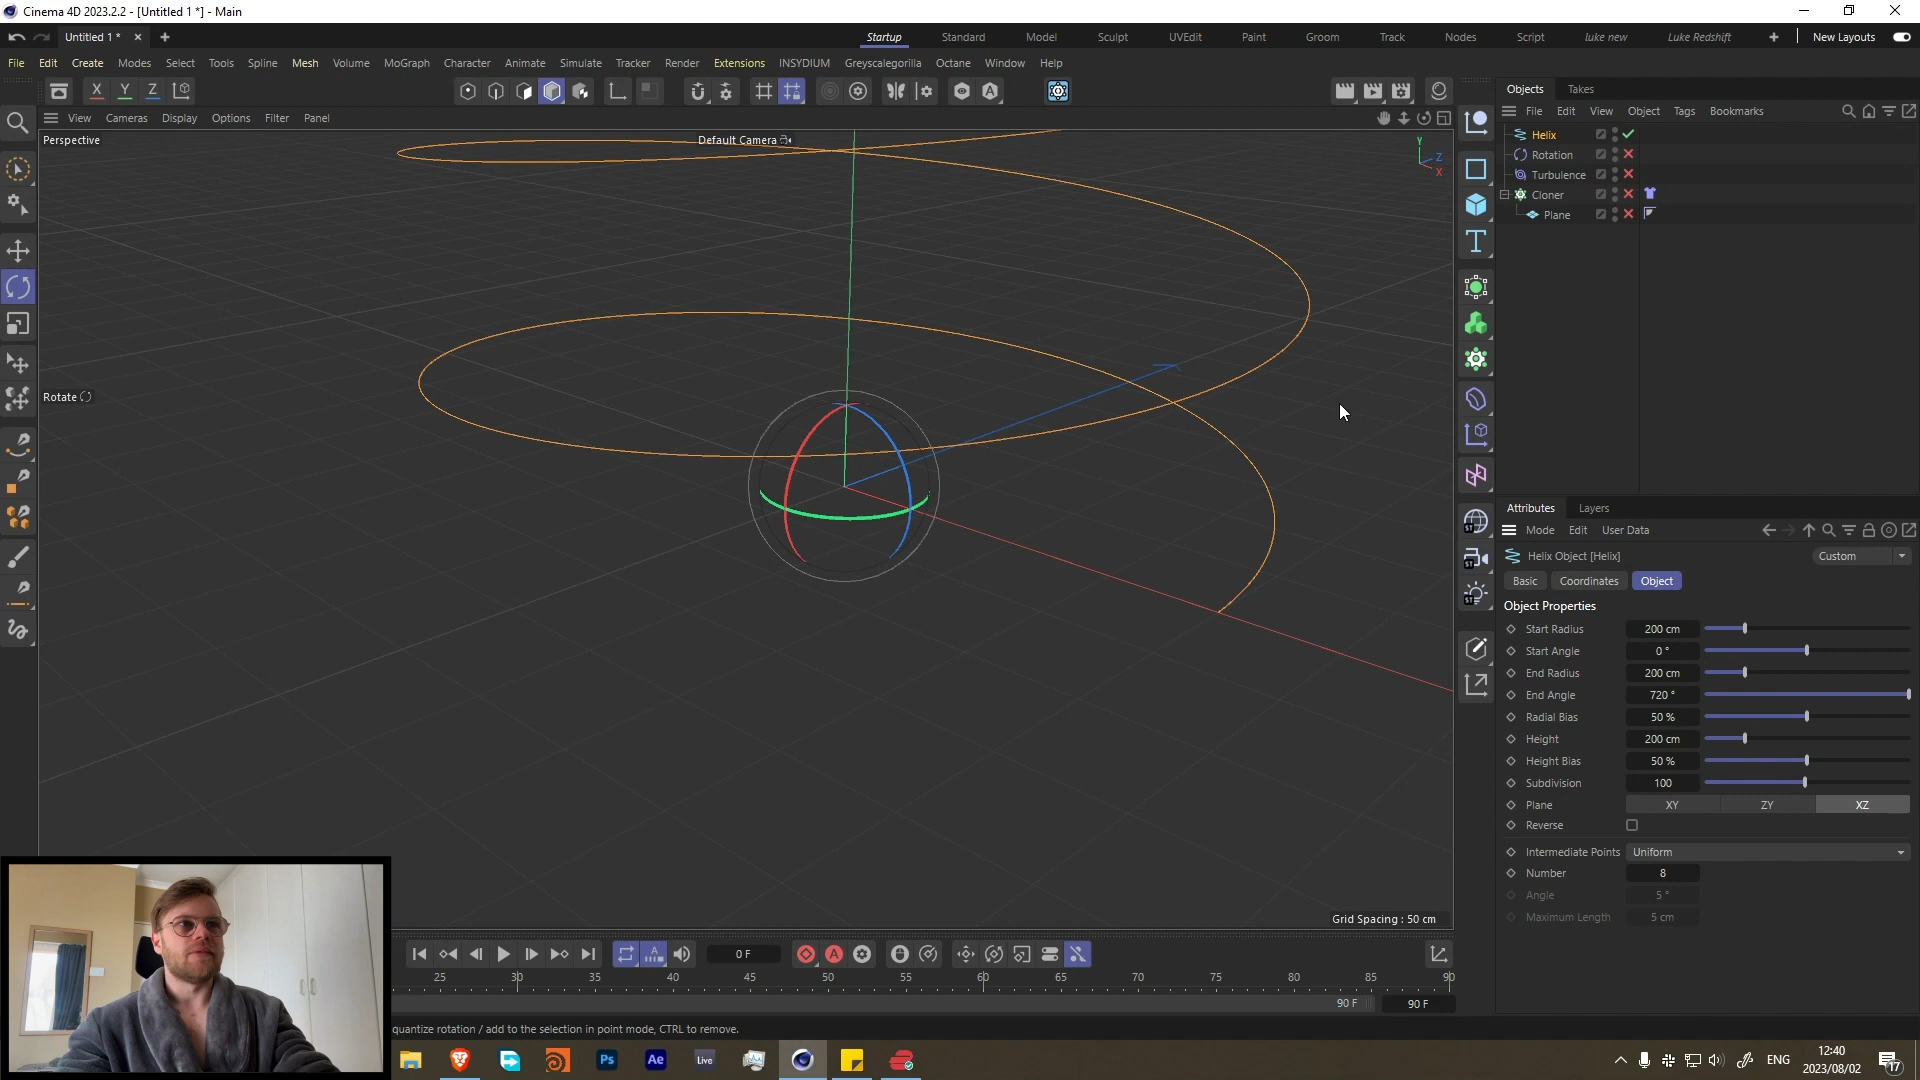 Cinema 4D 2023.2.2 - [Untitled 1 *] - Main
Untitled 1 *
Startup Standard Model Sculpt UVEdit Paint Groom Track Nodes Script luke new Luke Redshift New Layouts
File Edit Create Modes Select Tools Spline Mesh Volume MoGraph Character Animate Simulate Tracker Render Extensions INSYDIUM Greyscalegorilla Octane Window Help
X Y Z
View Cameras Display Options Filter Panel
Perspective
Default Camera
Y
Z
X
Rotate
Grid Spacing : 50 cm
Objects Takes
File Edit View Object Tags Bookmarks
Helix
Rotation
Turbulence
Cloner
Plane
ST
ST
ST
Attributes Layers
Mode Edit User Data
Helix Object [Helix] Custom
Basic Coordinates Object
Object Properties
Start Radius 200 cm
Start Angle 0 °
End Radius 200 cm
End Angle 720 °
Radial Bias 50 %
Height 200 cm
Height Bias 50 %
Subdivision 100
Plane XY ZY XZ
Reverse
Intermediate Points Uniform
Number 8
Angle 5 °
Maximum Length 5 cm
0 F
25 30 35 40 45 50 55 60 65 70 75 80 85 90
90 F 90 F
quantize rotation / add to the selection in point mode, CTRL to remove.
Ps Ae Live
ENG
12:40
2023/08/02
17